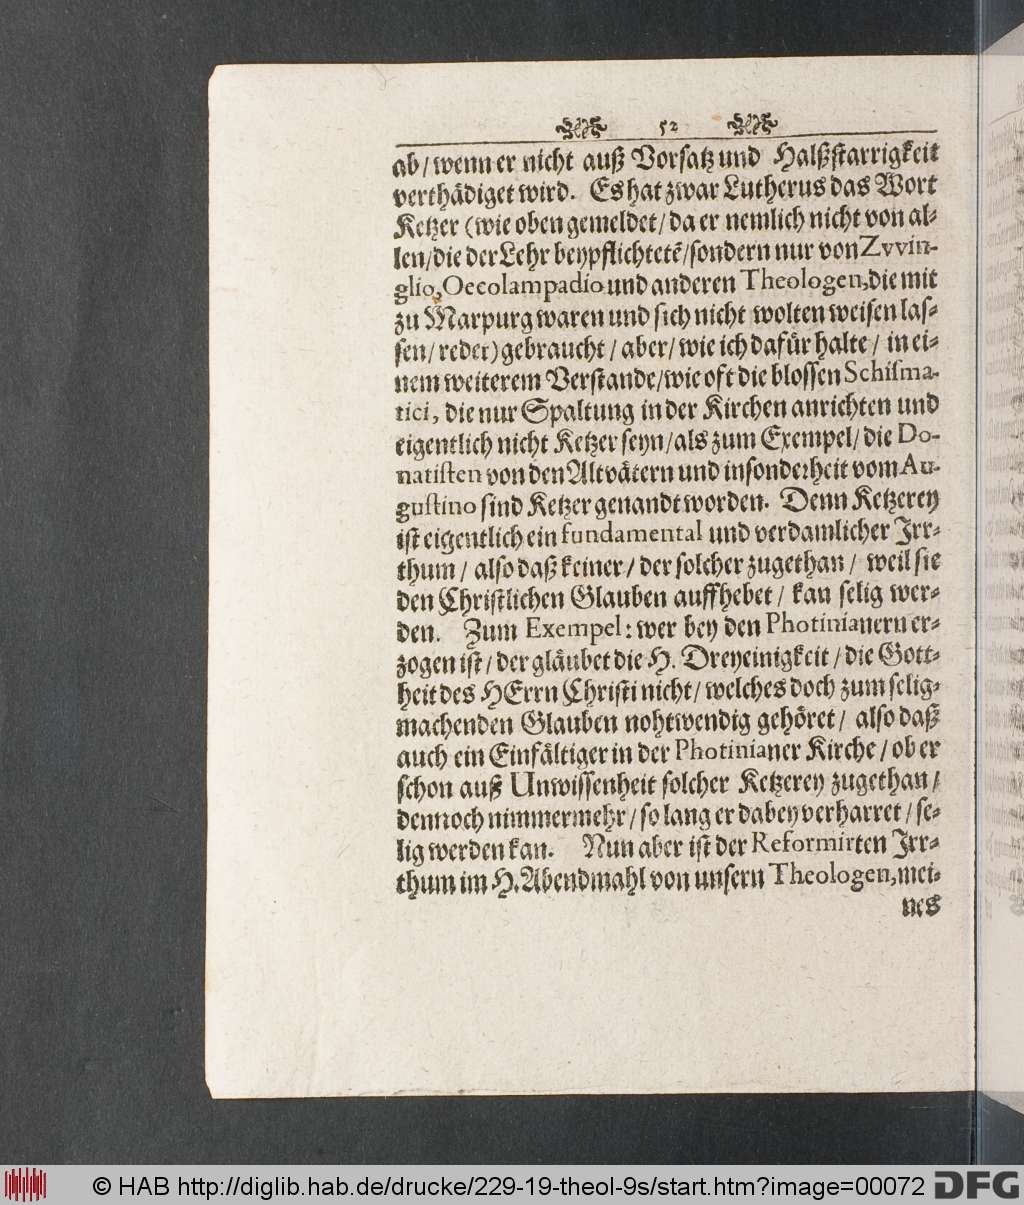 52
ab/ wenn er nicht auß Vorsatz und Halßstarrigkeit
verthädiget wird. Es hat zwar Lutherus das Wort
Ketzer (wie oben gemeldet/ da er nemlich nicht von al-
len/ die der Lehr beypflichtetẽ/ sondern nur von Zvvin-
glio, Oecolampadio und anderen Theologen, die mit
zu Marpurg waren und sich nicht wolten weisen las-
sen/ redet) gebraucht/ aber/ wie ich dafür halte/ in ei-
nem weiterem Verstande/ wie oft die blossen Schisma-
tici, die nur Spaltung in der Kirchen anrichten und
eigentlich nicht Ketzer seyn/ als zum Exempel/ die Do-
natisten von den Altvätern und insonderheit vom Au-
gustino sind Ketzer genandt worden. Denn Ketzerey
ist eigentlich ein fundamental und verdamlicher Irr-
thum/ also daß keiner/ der solcher zugethan/ weil sie
den Christlichen Glauben auffhebet/ kan selig wer-
den. Zum Exempel: wer bey den Photinianern er-
zogen ist/ der gläubet die H. Dreyeinigkeit/ die Gott-
heit des HErrn Christi nicht/ welches doch zum selig-
machenden Glauben nohtwendig gehöret/ also daß
auch ein Einfältiger in der Photinianer Kirche/ ob er
schon auß Unwissenheit solcher Ketzerey zugethan/
dennoch nimmermehr/ so lang er dabey verharret/ se-
lig werden kan. Nun aber ist der Reformirten Irr-
thum im H. Abendmahl von unsern Theologen, mei-
nes
© HAB http://diglib.hab.de/drucke/229-19-theol-9s/start.htm?image=00072 DFG